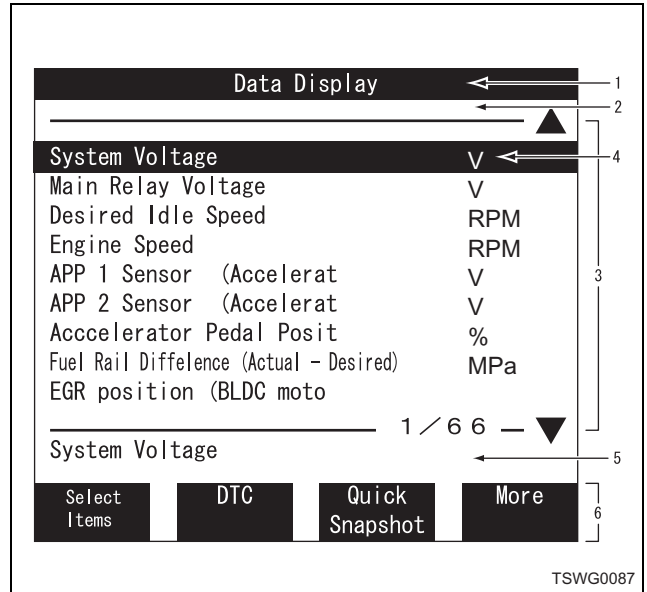 Data Display
1
2
System Voltage V
4
Main Relay Voltage V
Desired Idle Speed RPM
Engine Speed RPM
APP 1 Sensor (Accelerat V
3
APP 2 Sensor (Accelerat V
Acccelerator Pedal Posit %
Fuel Rail Diffelence (Actual - Desired) MPa
EGR position (BLDC moto
1/66
System Voltage
5
Select Items
DTC
Quick Snapshot
More
6
TSWG0087